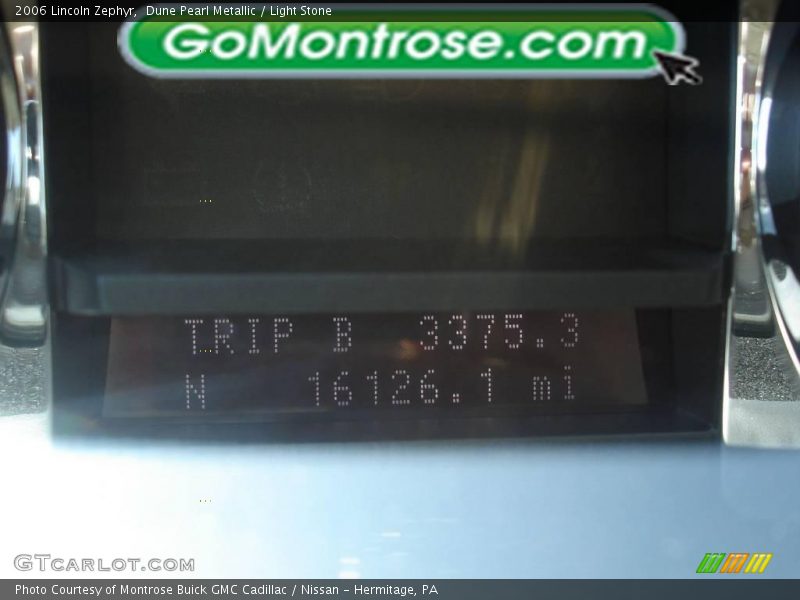 2006 Lincoln Zephyr, Dune Pearl Metallic / Light Stone
GoMontrose.com
TRIP B 3375.3
N 16126.1 mi
GTCARLOT.COM
Photo Courtesy of Montrose Buick GMC Cadillac / Nissan - Hermitage, PA